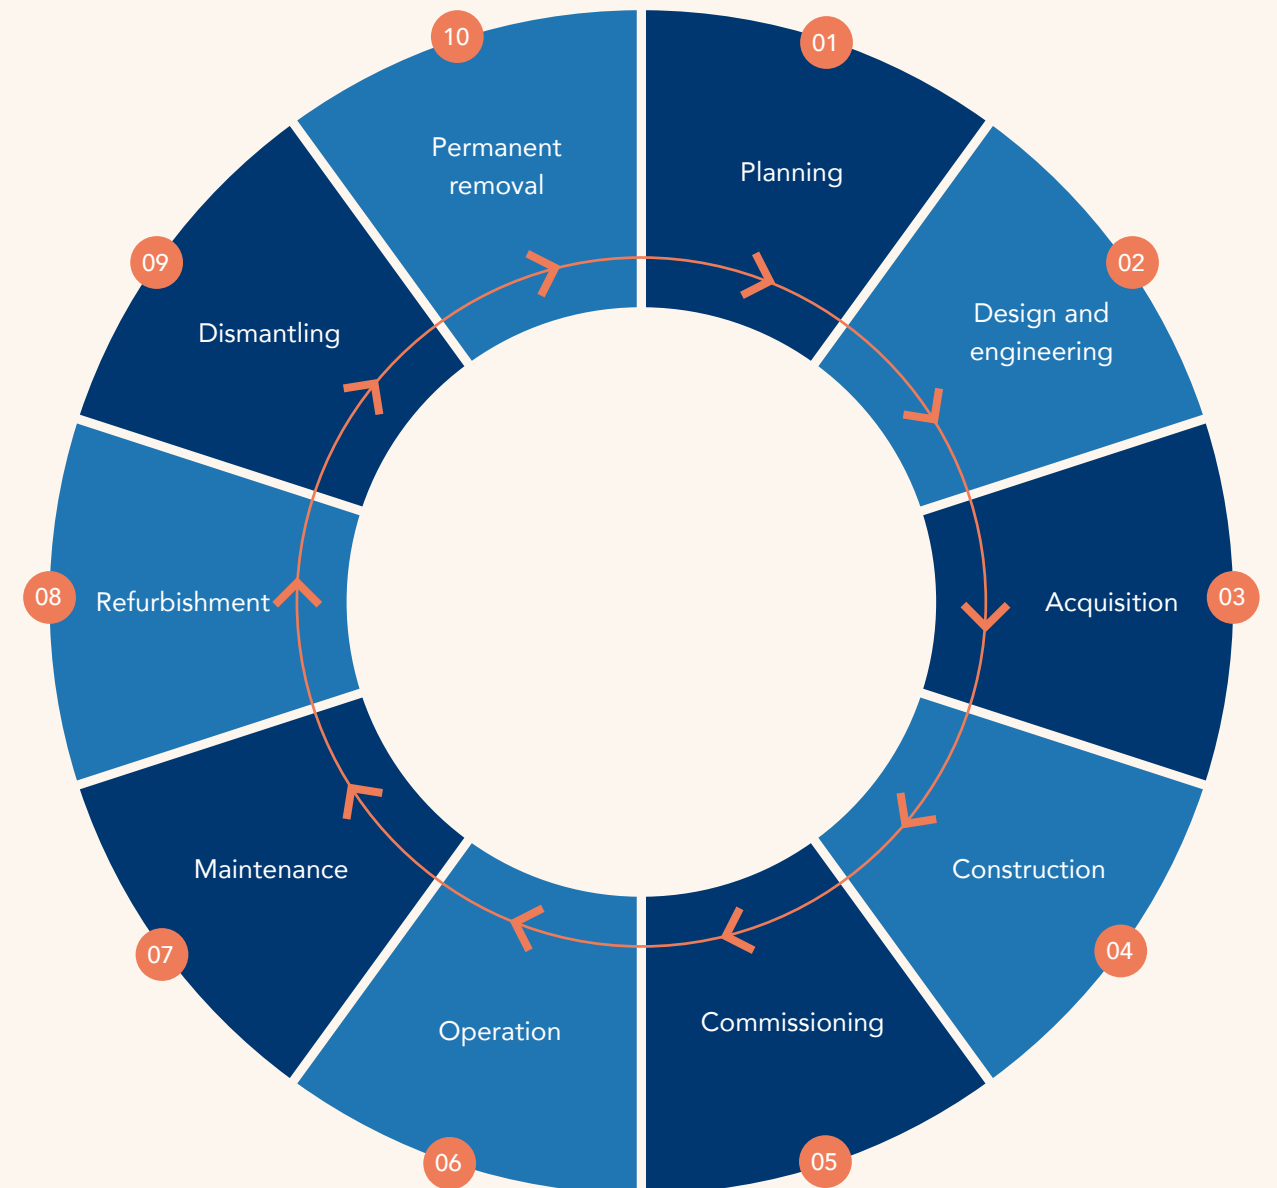 01
Planning
02
Design and
engineering
03
Acquisition
04
Construction
05
Commissioning
06
Operation
07
Maintenance
08
Refurbishment
09
Dismantling
10
Permanent
removal